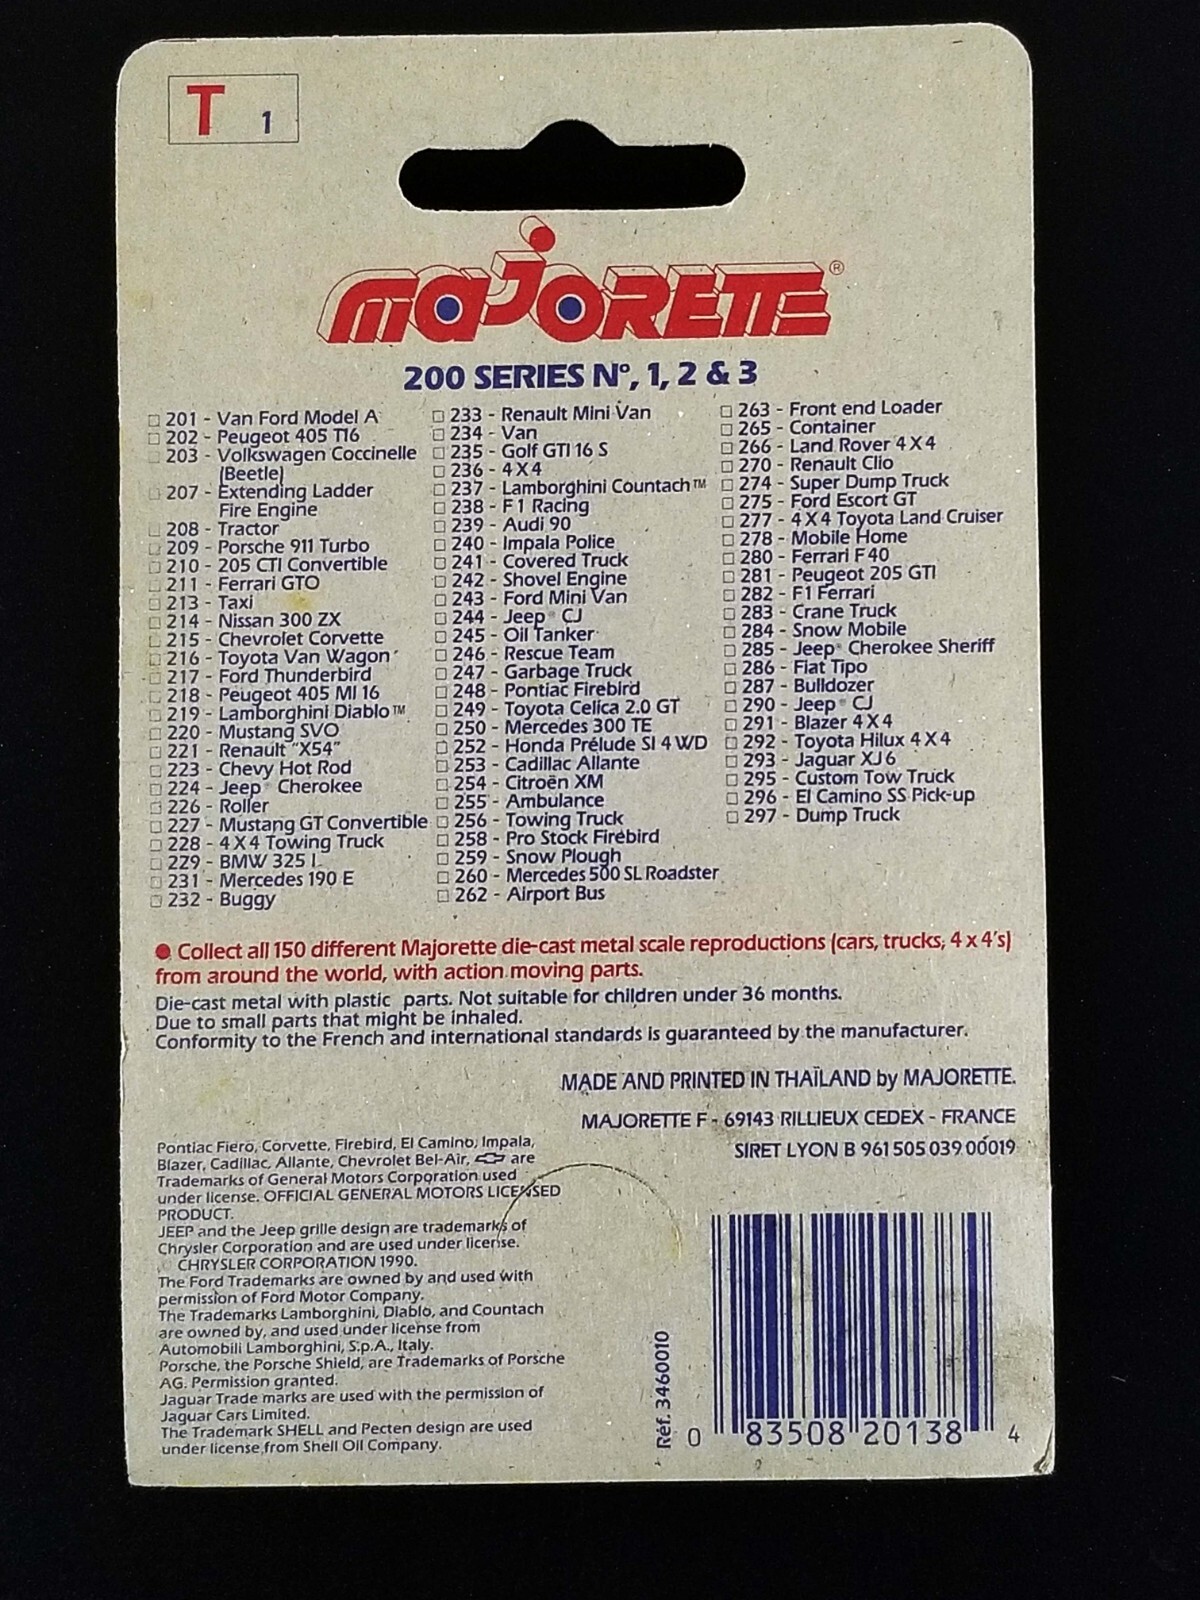 T 1
majorette®
200 SERIES N°, 1, 2 & 3
201 - Van Ford Model A
202 - Peugeot 405 T16
203 - Volkswagen Coccinelle
(Beetle)
207 - Extending Ladder
Fire Engine
208 - Tractor
209 - Porsche 911 Turbo
210 - 205 CTI Convertible
211 - Ferrari GTO
213 - Taxi
214 - Nissan 300 ZX
215 - Chevrolet Corvette
216 - Toyota Van Wagon
217 - Ford Thunderbird
218 - Peugeot 405 MI 16
219 - Lamborghini Diablo™
220 - Mustang SVO
221 - Renault "X54"
223 - Chevy Hot Rod
224 - Jeep® Cherokee
226 - Roller
227 - Mustang GT Convertible
228 - 4X4 Towing Truck
229 - BMW 325 I
231 - Mercedes 190 E
232 - Buggy
233 - Renault Mini Van
234 - Van
235 - Golf GTI 16 S
236 - 4X4
237 - Lamborghini Countach™
238 - F1 Racing
239 - Audi 90
240 - Impala Police
241 - Covered Truck
242 - Shovel Engine
243 - Ford Mini Van
244 - Jeep® CJ
245 - Oil Tanker
246 - Rescue Team
247 - Garbage Truck
248 - Pontiac Firebird
249 - Toyota Celica 2.0 GT
250 - Mercedes 300 TE
252 - Honda Prélude SI 4WD
253 - Cadillac Allante
254 - Citroën XM
255 - Ambulance
256 - Towing Truck
258 - Pro Stock Firebird
259 - Snow Plough
260 - Mercedes 500 SL Roadster
262 - Airport Bus
263 - Front end Loader
265 - Container
266 - Land Rover 4X4
270 - Renault Clio
274 - Super Dump Truck
275 - Ford Escort GT
277 - 4X4 Toyota Land Cruiser
278 - Mobile Home
280 - Ferrari F40
281 - Peugeot 205 GTI
282 - F1 Ferrari
283 - Crane Truck
284 - Snow Mobile
285 - Jeep® Cherokee Sheriff
286 - Fiat Tipo
287 - Bulldozer
290 - Jeep® CJ
291 - Blazer 4X4
292 - Toyota Hilux 4X4
293 - Jaguar XJ6
295 - Custom Tow Truck
296 - El Camino SS Pick-up
297 - Dump Truck
● Collect all 150 different Majorette die-cast metal scale reproductions (cars, trucks, 4 x 4's)
from around the world, with action moving parts.
Die-cast metal with plastic parts. Not suitable for children under 36 months.
Due to small parts that might be inhaled.
Conformity to the French and international standards is guaranteed by the manufacturer.
MADE AND PRINTED IN THAÏLAND by MAJORETTE.
MAJORETTE F - 69143 RILLIEUX CEDEX - FRANCE
SIRET LYON B 961 505 039 00019
Pontiac Fiero, Corvette, Firebird, El Camino, Impala,
Blazer, Cadillac, Allante, Chevrolet Bel-Air, are
Trademarks of General Motors Corporation used
under license. OFFICIAL GENERAL MOTORS LICENSED
PRODUCT.
JEEP and the Jeep grille design are trademarks of
Chrysler Corporation and are used under license.
CHRYSLER CORPORATION 1990.
The Ford Trademarks are owned by and used with
permission of Ford Motor Company.
The Trademarks Lamborghini, Diablo, and Countach
are owned by, and used under license from
Automobili Lamborghini, S.p.A., Italy.
Porsche, the Porsche Shield, are Trademarks of Porsche
AG. Permission granted.
Jaguar Trade marks are used with the permission of
Jaguar Cars Limited.
The Trademark SHELL and Pecten design are used
under license from Shell Oil Company.
Réf. 3460010
0 83508 20138 4